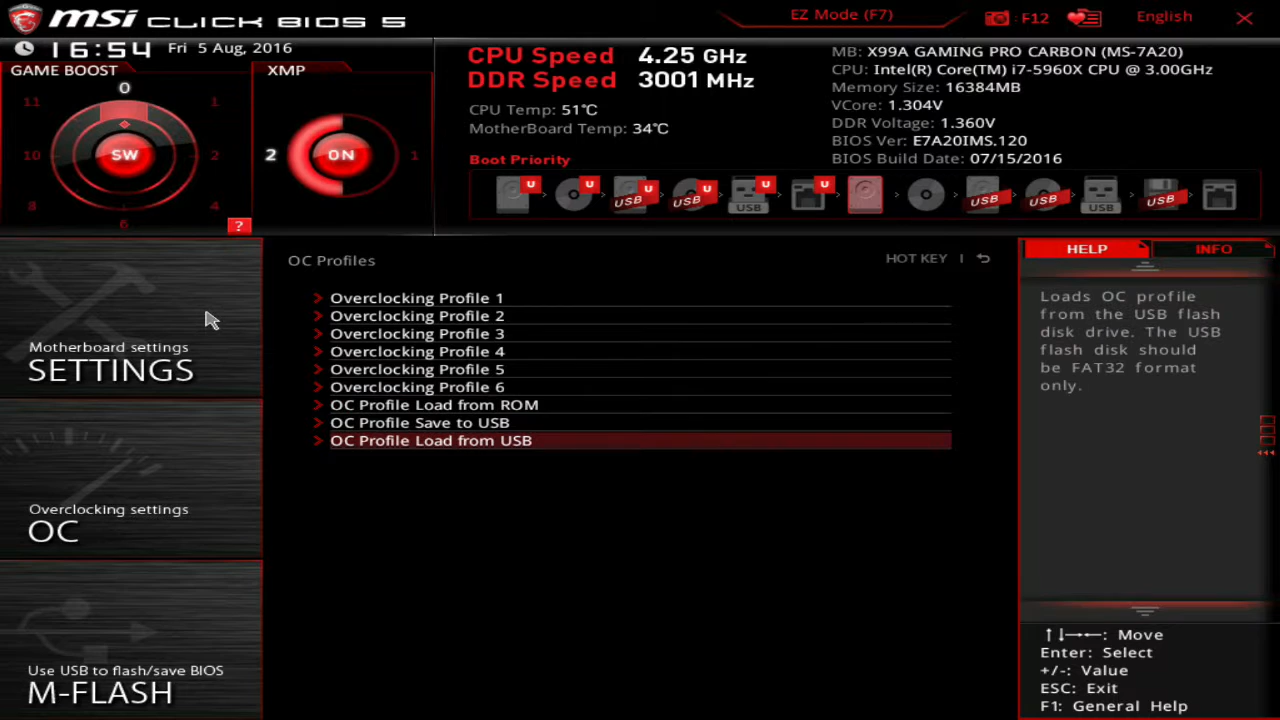 msi CLICK BIOS 5
EZ Mode (F7)
: F12
English
16:54 Fri 5 Aug, 2016
GAME BOOST
XMP
0
11
1
10
2
8
4
6
SW
?
2
ON
1
CPU Speed 4.25 GHz
DDR Speed 3001 MHz
CPU Temp: 51℃
MotherBoard Temp: 34℃
MB: X99A GAMING PRO CARBON (MS-7A20)
CPU: Intel(R) Core(TM) i7-5960X CPU @ 3.00GHz
Memory Size: 16384MB
VCore: 1.304V
DDR Voltage: 1.360V
BIOS Ver: E7A20IMS.120
BIOS Build Date: 07/15/2016
Boot Priority
U U USB U USB U USB U U USB USB USB USB
Motherboard settings
SETTINGS
Overclocking settings
OC
Use USB to flash/save BIOS
M-FLASH
OC Profiles
HOT KEY |
Overclocking Profile 1
Overclocking Profile 2
Overclocking Profile 3
Overclocking Profile 4
Overclocking Profile 5
Overclocking Profile 6
OC Profile Load from ROM
OC Profile Save to USB
OC Profile Load from USB
HELP
INFO
Loads OC profile
from the USB flash
disk drive. The USB
flash disk should
be FAT32 format
only.
↑↓→←: Move
Enter: Select
+/-: Value
ESC: Exit
F1: General Help